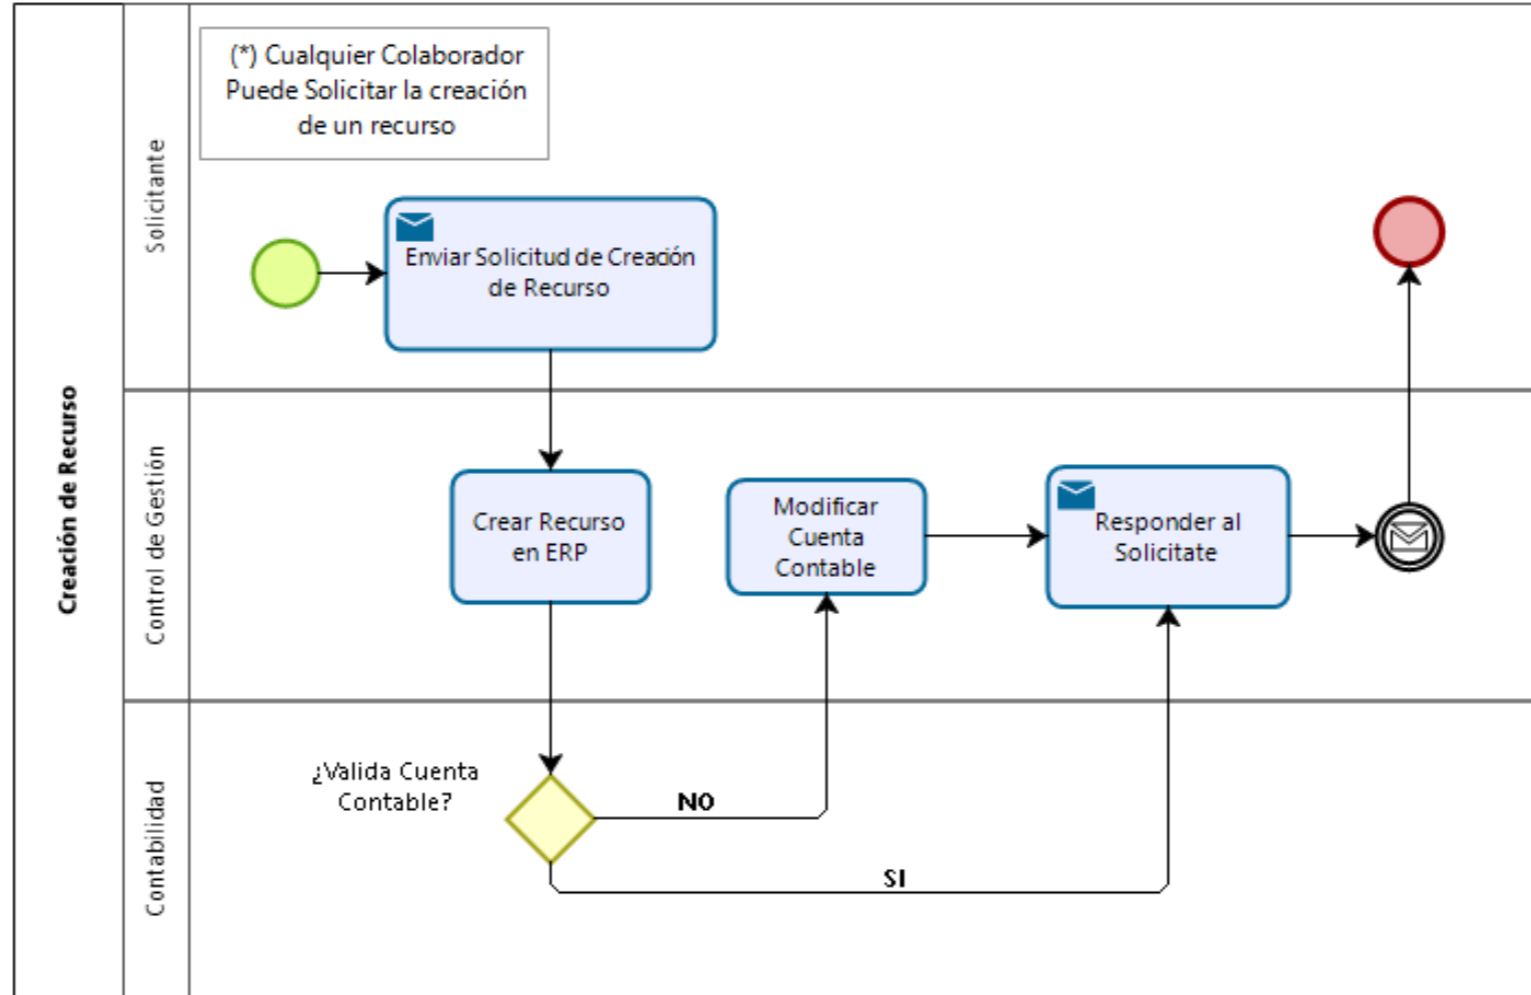 Creación de Recurso
Solicitante
(*) Cualquier Colaborador
Puede Solicitar la creación
de un recurso
Enviar Solicitud de Creación
de Recurso
Control de Gestión
Crear Recurso
en ERP
Modificar
Cuenta
Contable
Responder al
Solicitate
Contabilidad
¿Valida Cuenta
Contable?
NO
SI